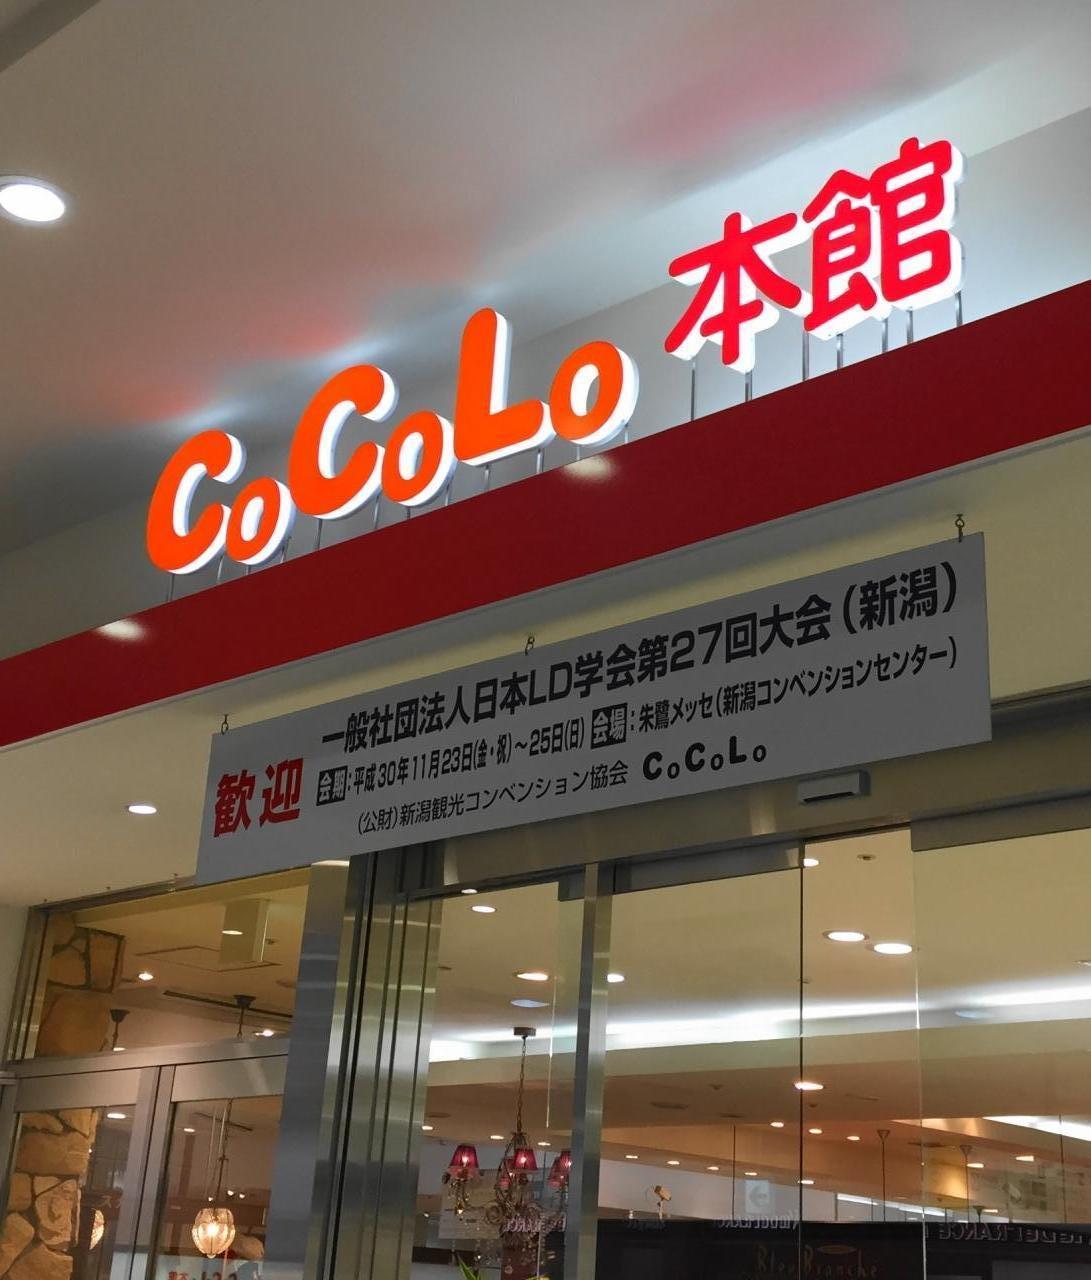 CoCoLo 本館
歓迎
一般社団法人日本LD学会第27回大会(新潟)
会期:平成30年11月23日(金・祝)～25日(日) 会場:朱鷺メッセ(新潟コンベンションセンター)
(公財)新潟観光コンベンション協会 CoCoLo
Bleu Blanche